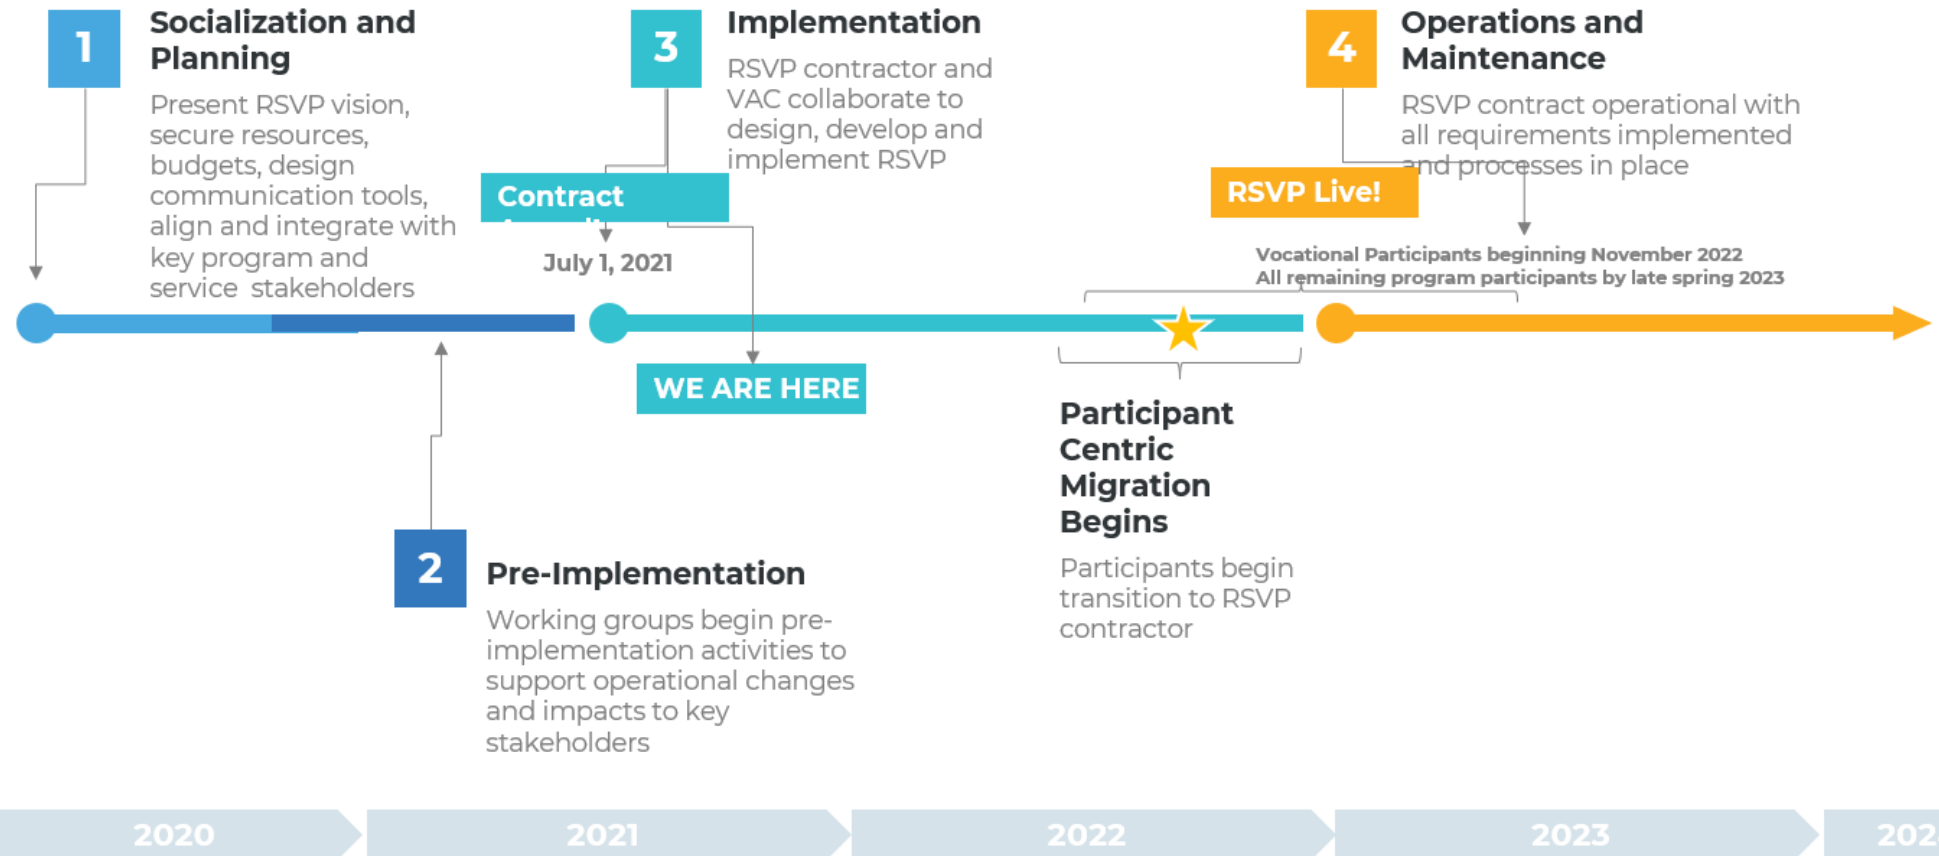 1
Socialization and
Planning
Present RSVP vision,
secure resources,
budgets, design
communication tools,
align and integrate with
key program and
service stakeholders
3
Implementation
RSVP contractor and
VAC collaborate to
design, develop and
implement RSVP
Contract
July 1, 2021
4
Operations and
Maintenance
RSVP contract operational with
all requirements implemented
and processes in place
RSVP Live!
Vocational Participants beginning November 2022
All remaining program participants by late spring 2023
WE ARE HERE
Participant
Centric
Migration
Begins
Participants begin
transition to RSVP
contractor
2
Pre-Implementation
Working groups begin pre-
implementation activities to
support operational changes
and impacts to key
stakeholders
2020
2021
2022
2023